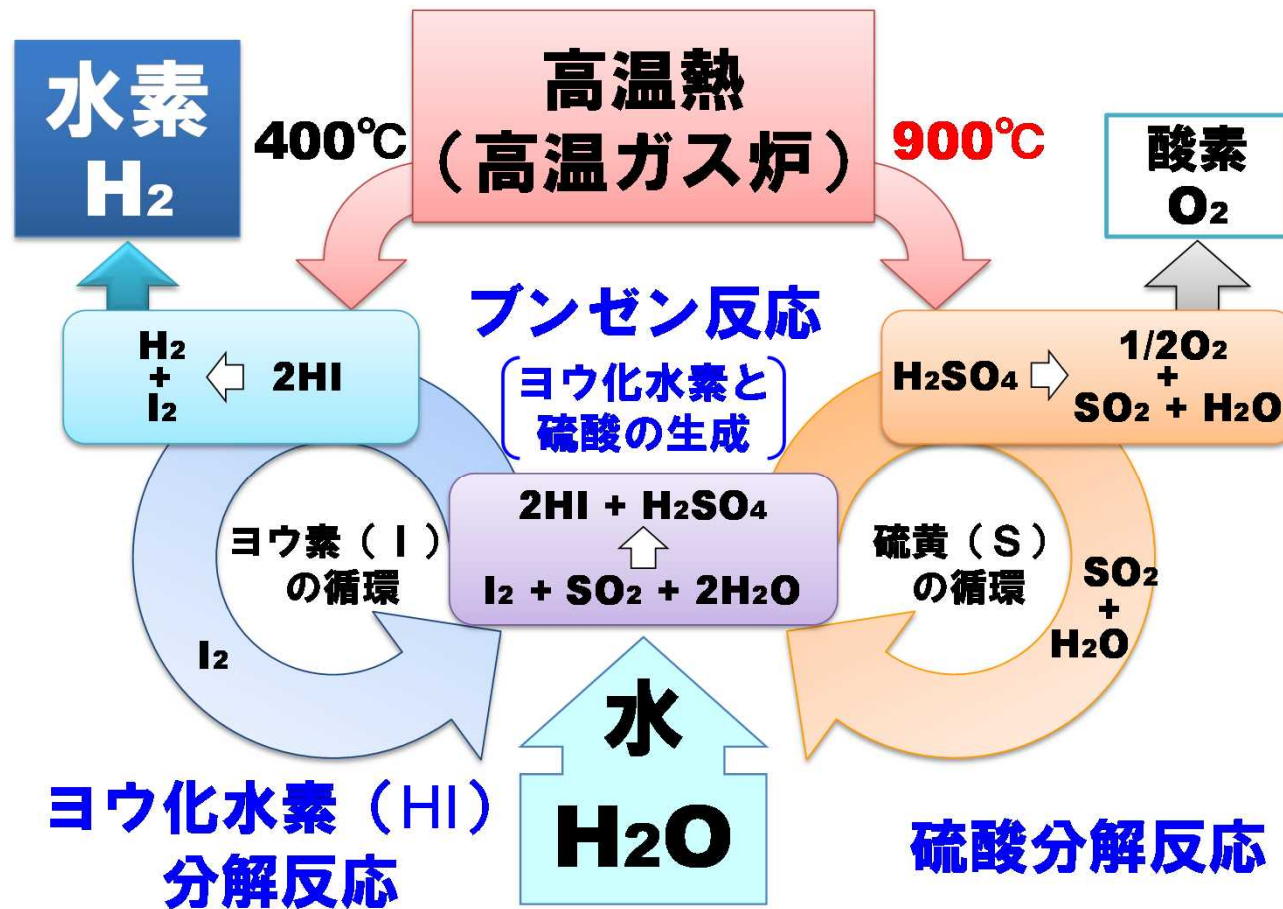 水素
H₂
400℃
高温熱
（高温ガス炉）
900℃
酸素
O₂
H₂
+
I₂
2HI
ブンゼン反応
ヨウ化水素と
硫酸の生成
H₂SO₄
1/2O₂
+
SO₂ + H₂O
2HI + H₂SO₄
I₂ + SO₂ + 2H₂O
ヨウ素（I）
の循環
硫黄（S）
の循環
I₂
SO₂
+
H₂O
水
H₂O
ヨウ化水素（HI）
分解反応
硫酸分解反応